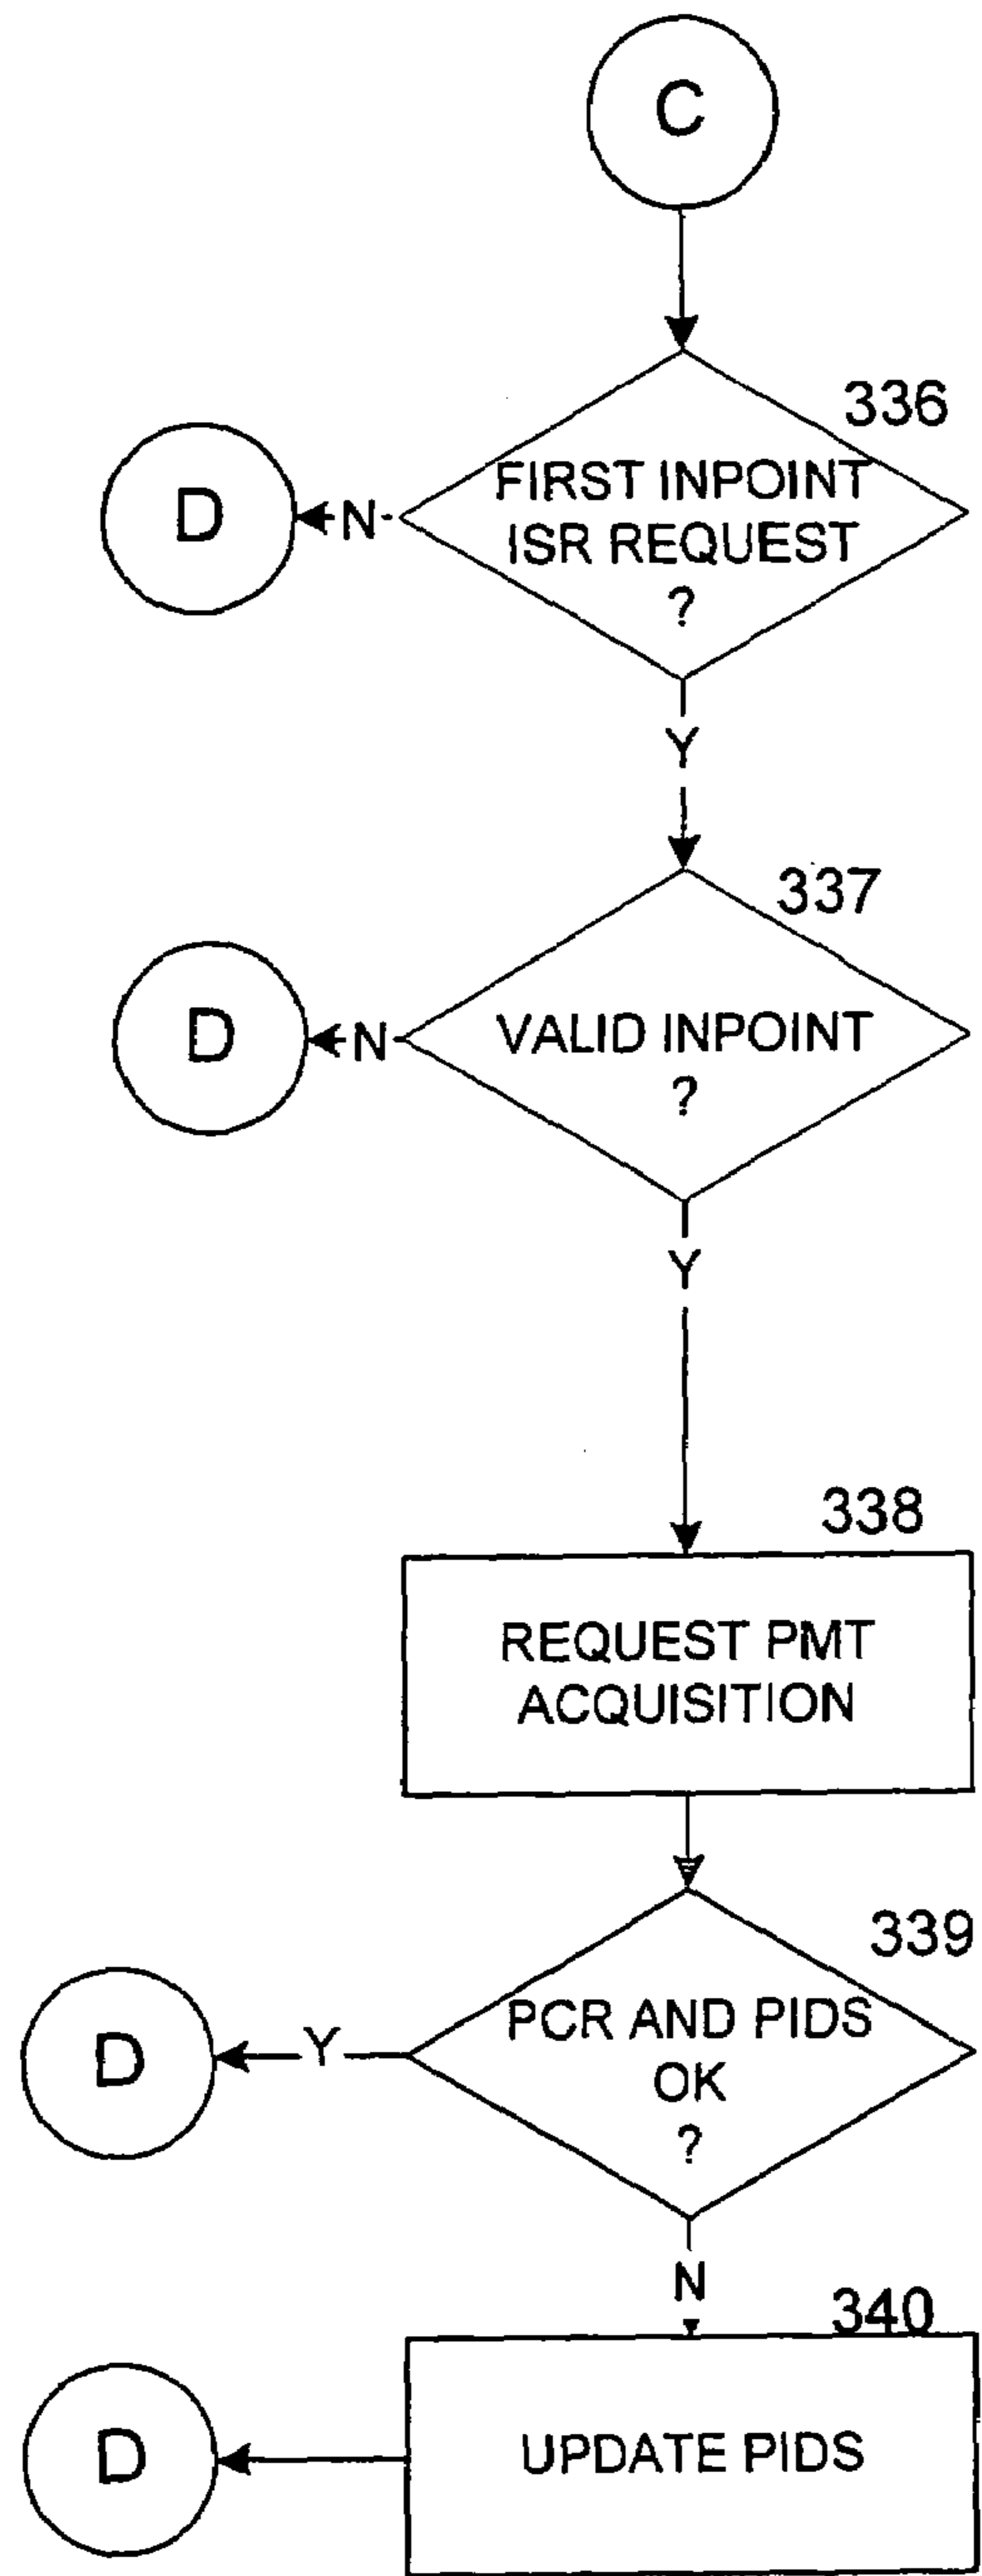 C
336
FIRST INPOINT
ISR REQUEST
?
D
N
Y
337
VALID INPOINT
?
D
N
Y
338
REQUEST PMT
ACQUISITION
339
PCR AND PIDS
OK
?
D
Y
N
340
UPDATE PIDS
D